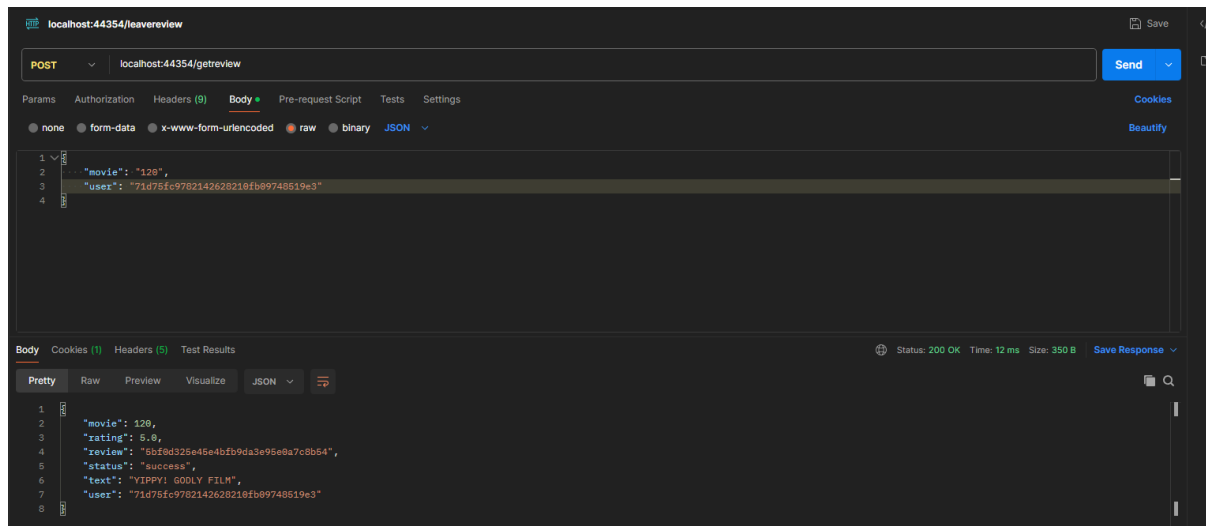 HTTP localhost:44354/leavereview Save
POST localhost:44354/getreview Send
Params Authorization Headers (9) Body Pre-request Script Tests Settings Cookies
none form-data x-www-form-urlencoded raw binary JSON Beautify
1 {
2 "movie": "120",
3 "user": "71d75fc9782142628210fb09748519e3"
4 }
Body Cookies (1) Headers (5) Test Results Status: 200 OK Time: 12 ms Size: 350 B Save Response
Pretty Raw Preview Visualize JSON
1 {
2 "movie": 120,
3 "rating": 5.0,
4 "review": "5bf0d325e45e4bfb9da3e95e0a7c8b54",
5 "status": "success",
6 "text": "YIPPY! GODLY FILM",
7 "user": "71d75fc9782142628210fb09748519e3"
8 }